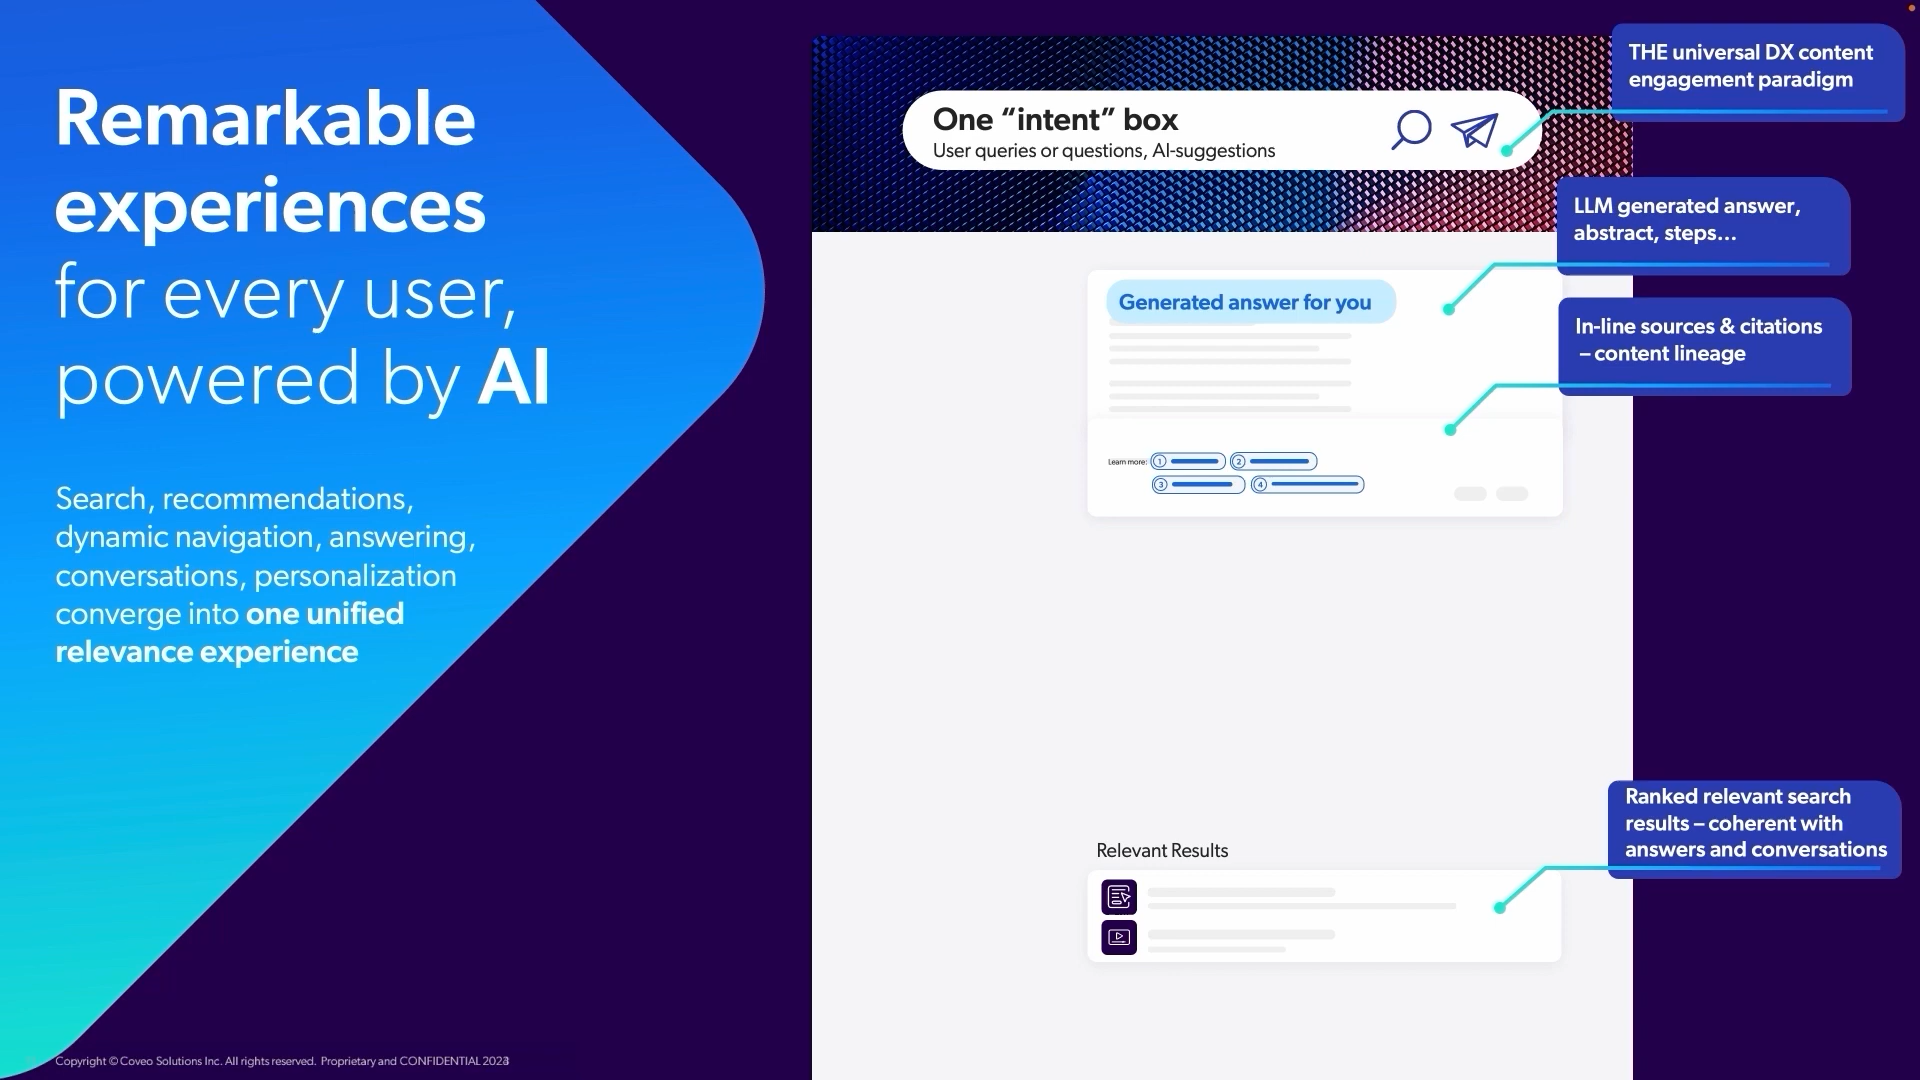 Remarkable
experiences
for every user,
powered by AI
Search, recommendations,
dynamic navigation, answering,
conversations, personalization
converge into one unified
relevance experience
One “intent” box
User queries or questions, AI-suggestions
THE universal DX content
engagement paradigm
LLM generated answer,
abstract, steps...
Generated answer for you
In-line sources & citations
– content lineage
Learn more:
1
2
3
4
Ranked relevant search
results – coherent with
answers and conversations
Relevant Results
Copyright © Coveo Solutions Inc. All rights reserved. Proprietary and CONFIDENTIAL